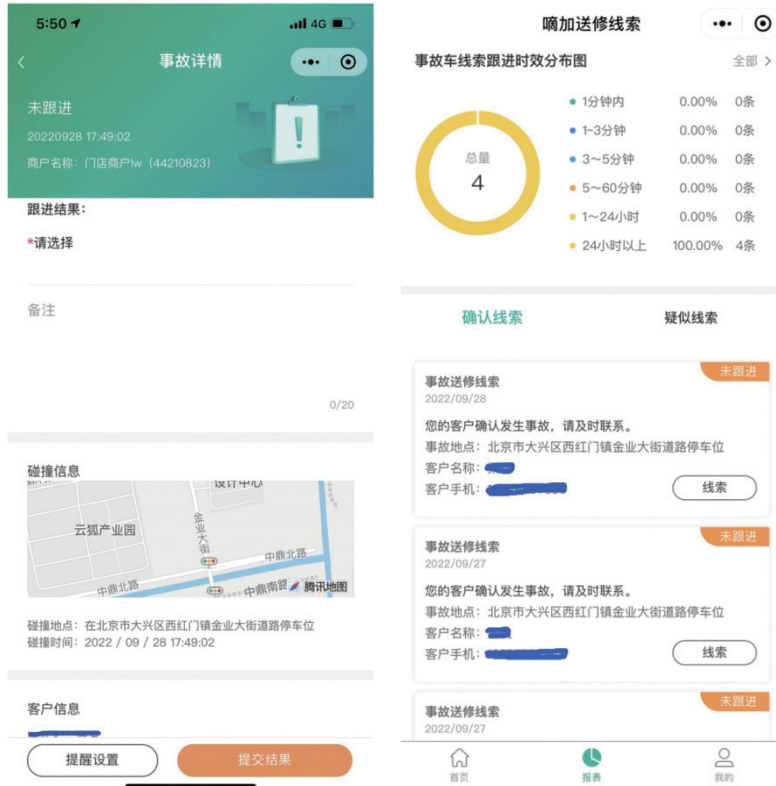 5:50
4G
事故详情
未跟进
20220928 17:49:02
商户名称: 门店商户lw (44210823)
跟进结果:
*请选择
备注
0/20
碰撞信息
设计中心
云狐产业园
金业大街
中鼎北路
中鼎北路
中鼎南路
腾讯地图
碰撞地点: 在北京市大兴区西红门镇金业大街道路停车位
碰撞时间: 2022 / 09 / 28 17:49:02
客户信息
提醒设置
提交结果
嘀加送修线索
事故车线索跟进时效分布图
全部
总量
4
1分钟内 0.00% 0条
1~3分钟 0.00% 0条
3～5分钟 0.00% 0条
5～60分钟 0.00% 0条
1～24小时 0.00% 0条
24小时以上 100.00% 4条
确认线索
疑似线索
未跟进
事故送修线索
2022/09/28
您的客户确认发生事故，请及时联系。
事故地点: 北京市大兴区西红门镇金业大街道路停车位
客户名称:
客户手机:
线索
未跟进
事故送修线索
2022/09/27
您的客户确认发生事故，请及时联系。
事故地点: 北京市大兴区西红门镇金业大街道路停车位
客户名称:
客户手机:
线索
未跟进
事故送修线索
2022/09/27
首页
报表
我的